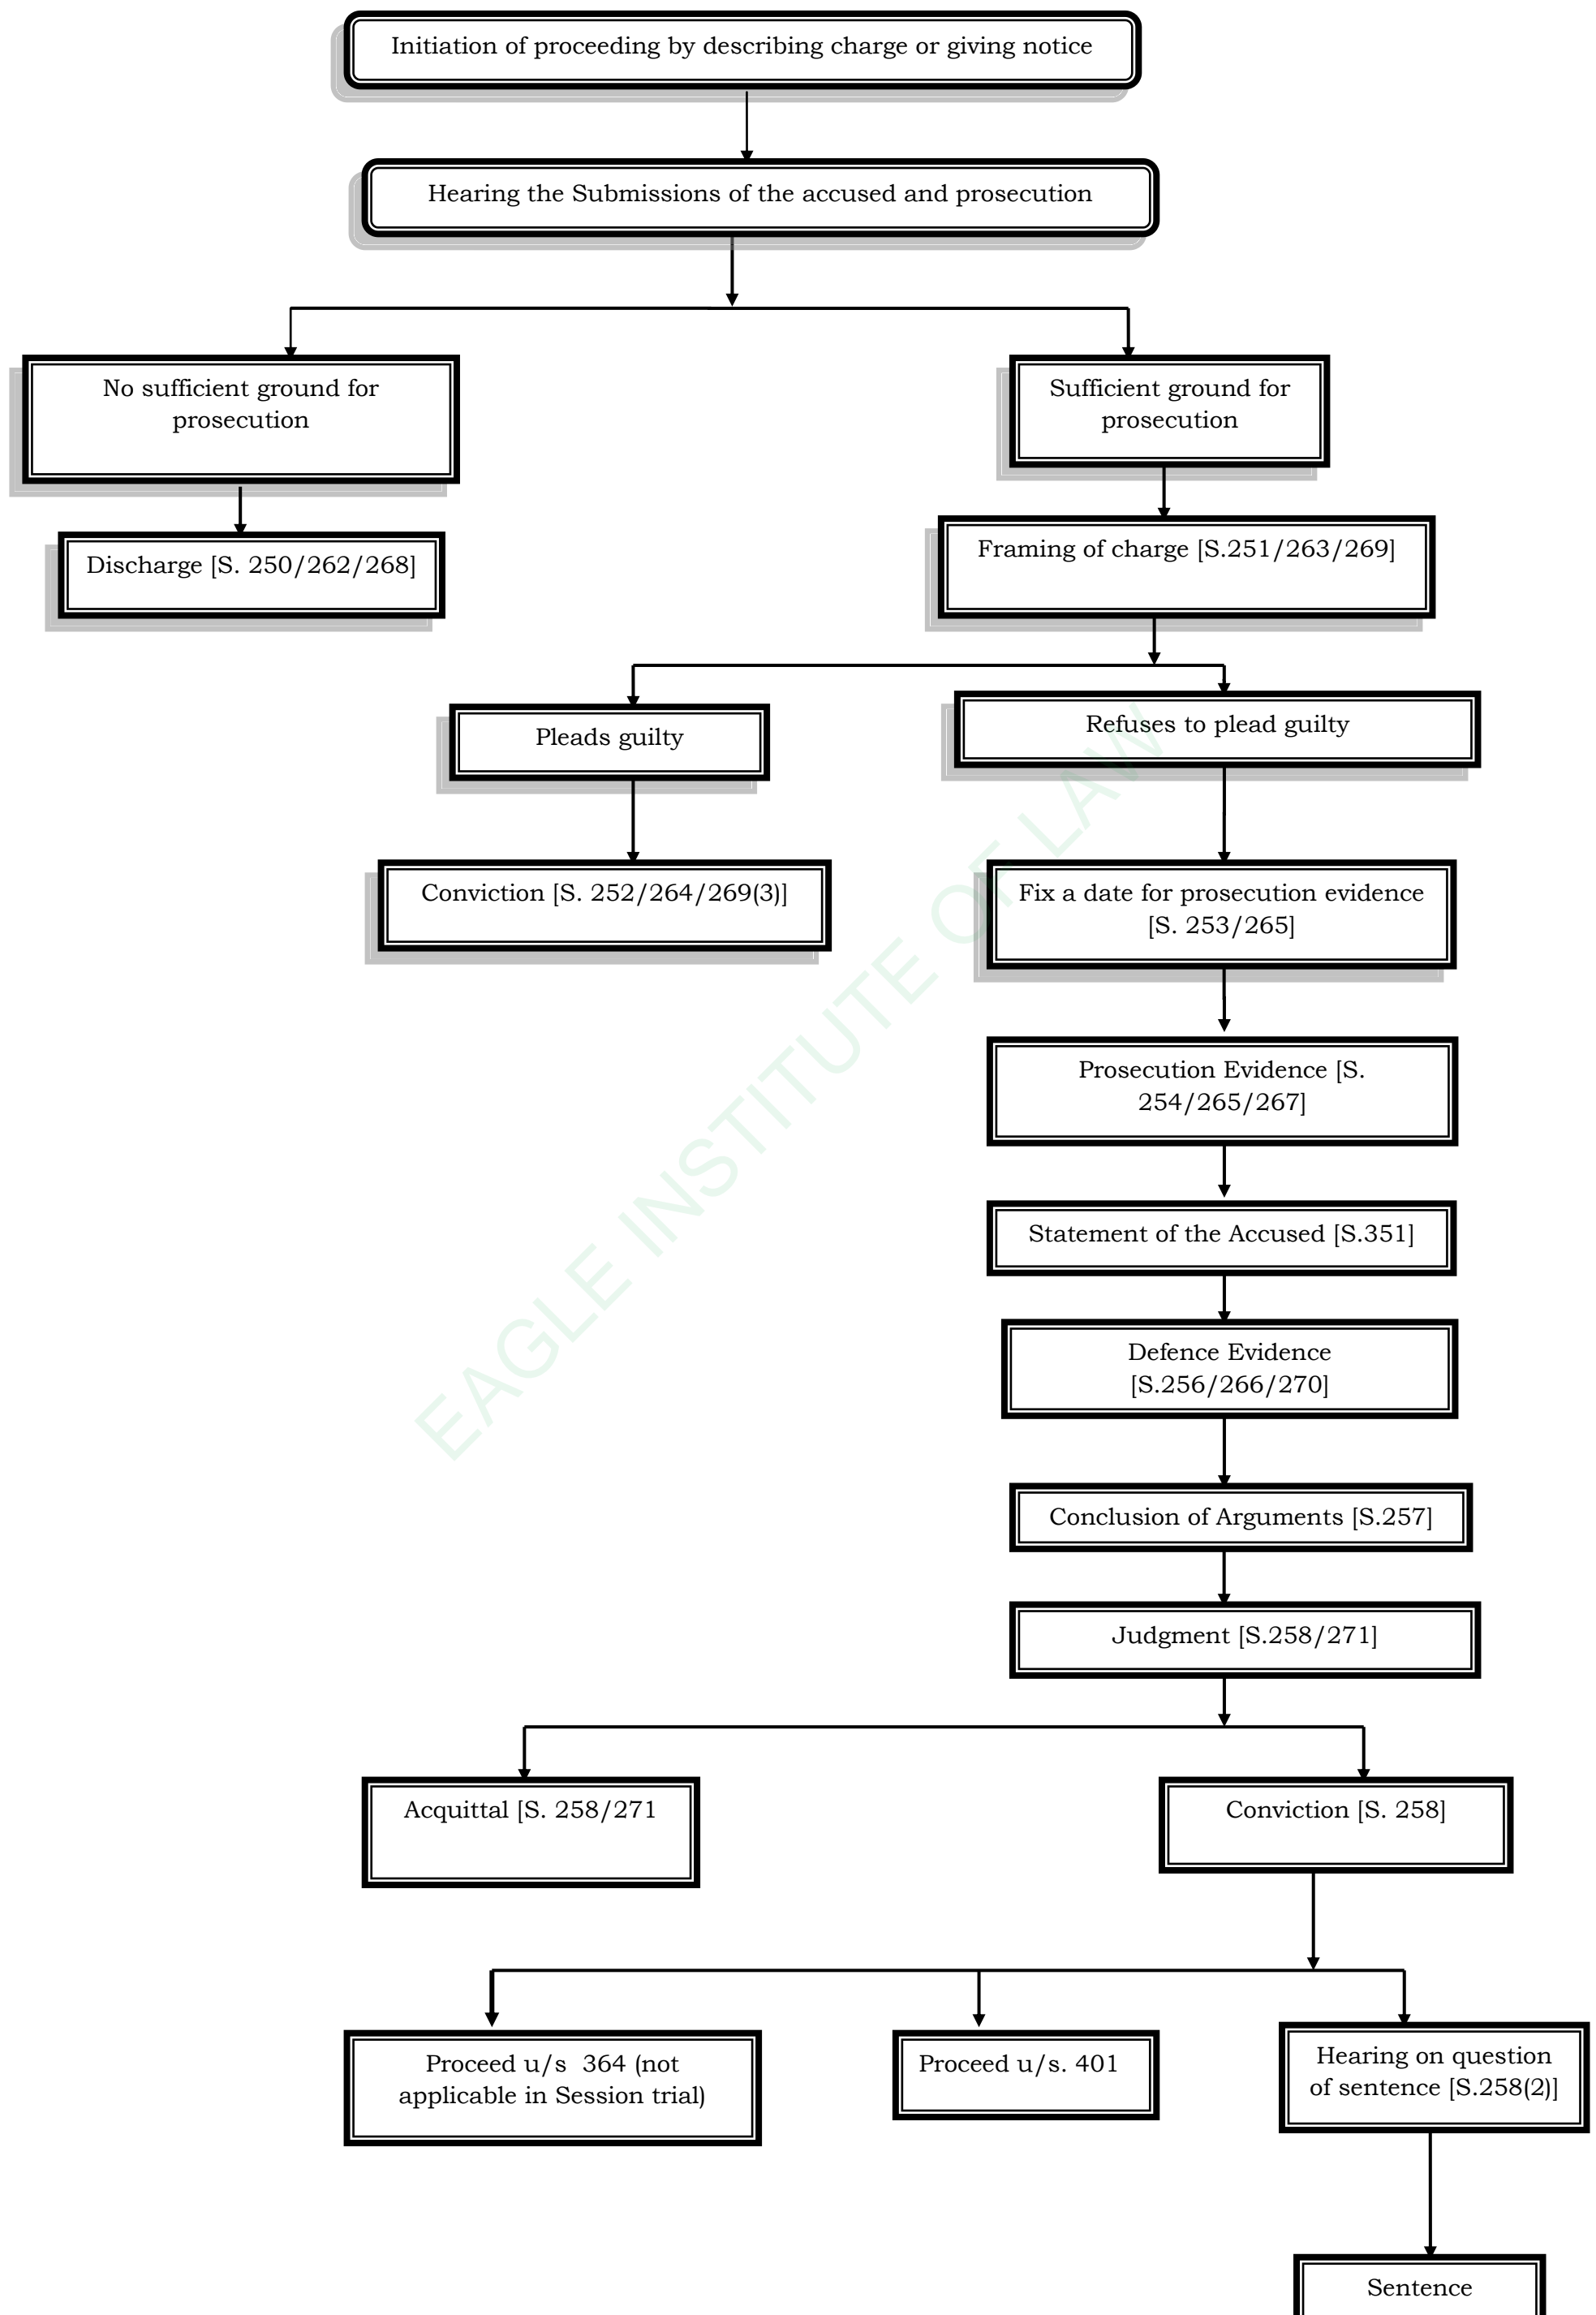 Initiation of proceeding by describing charge or giving notice
Hearing the Submissions of the accused and prosecution
No sufficient ground for
prosecution
Sufficient ground for
prosecution
Discharge [S. 250/262/268]
Framing of charge [S.251/263/269]
Pleads guilty
Refuses to plead guilty
Conviction [S. 252/264/269(3)]
Fix a date for prosecution evidence
[S. 253/265]
Prosecution Evidence [S.
254/265/267]
Statement of the Accused [S.351]
Defence Evidence
[S.256/266/270]
Conclusion of Arguments [S.257]
Judgment [S.258/271]
Acquittal [S. 258/271
Conviction [S. 258]
Proceed u/s 364 (not
applicable in Session trial)
Proceed u/s. 401
Hearing on question
of sentence [S.258(2)]
Sentence
EAGLE INSTITUTE OF LAW